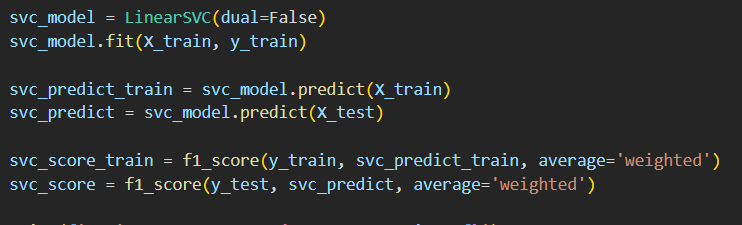 svc_model = LinearSVC(dual=False)
svc_model.fit(X_train, y_train)
svc_predict_train = svc_model.predict(X_train)
svc_predict = svc_model.predict(X_test)
svc_score_train = f1_score(y_train, svc_predict_train, average='weighted')
svc_score = f1_score(y_test, svc_predict, average='weighted')